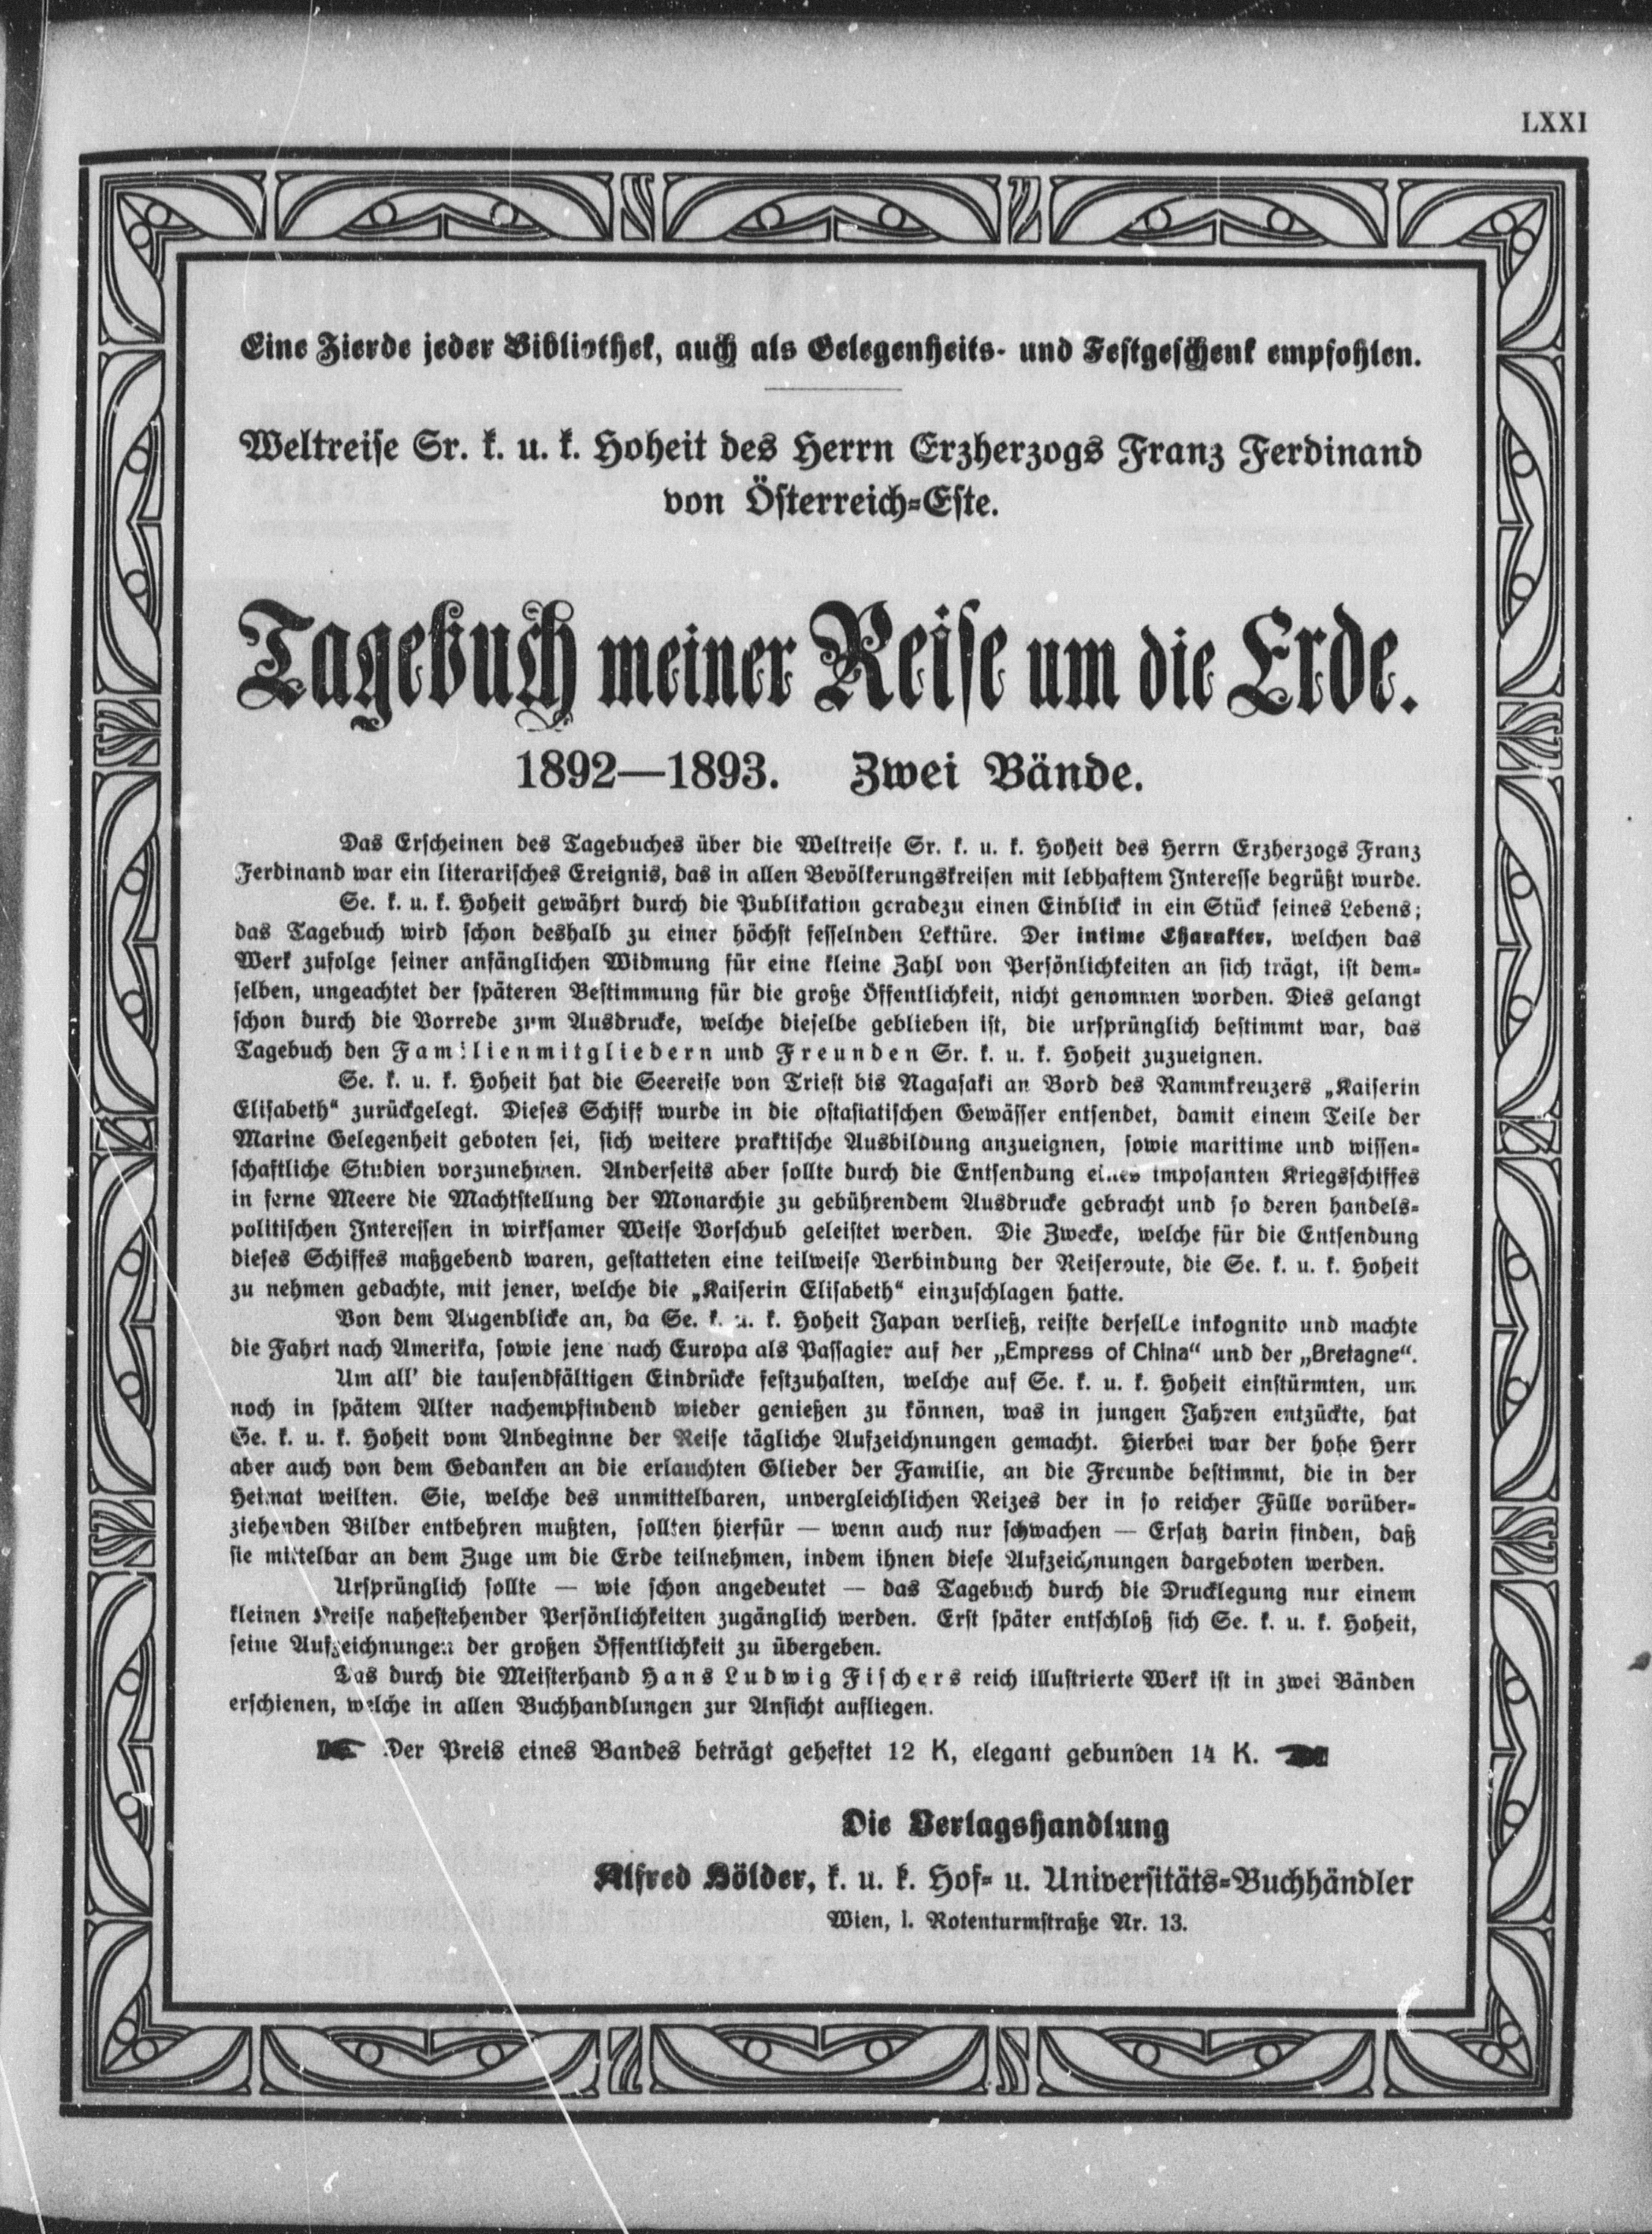 LXXI
Eine Zierde jeder Bibliothek, auch als Gelegenheits- und Festgeschenk empfohlen.
Weltreise Sr. k. u. k. Hoheit des Herrn Erzherzogs Franz Ferdinand
von Österreich-Este.
Tagebuch meiner Reise um die Erde.
1892—1893. Zwei Bände.
Das Erscheinen des Tagebuches über die Weltreise Sr. k. u. k. Hoheit des Herrn Erzherzogs Franz
Ferdinand war ein literarisches Ereignis, das in allen Bevölkerungskreisen mit lebhaftem Interesse begrüßt wurde.
Se. k. u. k. Hoheit gewährt durch die Publikation geradezu einen Einblick in ein Stück seines Lebens;
das Tagebuch wird schon deshalb zu einer höchst fesselnden Lektüre. Der intime Charakter, welchen das
Werk zufolge seiner anfänglichen Widmung für eine kleine Zahl von Persönlichkeiten an sich trägt, ist dem-
selben, ungeachtet der späteren Bestimmung für die große Öffentlichkeit, nicht genommen worden. Dies gelangt
schon durch die Vorrede zum Ausdrucke, welche dieselbe geblieben ist, die ursprünglich bestimmt war, das
Tagebuch den Familienmitgliedern und Freunden Sr. k. u. k. Hoheit zuzueignen.
Se. k. u. k. Hoheit hat die Seereise von Triest bis Nagasaki an Bord des Rammkreuzers „Kaiserin
Elisabeth“ zurückgelegt. Dieses Schiff wurde in die ostasiatischen Gewässer entsendet, damit einem Teile der
Marine Gelegenheit geboten sei, sich weitere praktische Ausbildung anzueignen, sowie maritime und wissen-
schaftliche Studien vorzunehmen. Anderseits aber sollte durch die Entsendung eines imposanten Kriegsschiffes
in ferne Meere die Machtstellung der Monarchie zu gebührendem Ausdrucke gebracht und so deren handels-
politischen Interessen in wirksamer Weise Vorschub geleistet werden. Die Zwecke, welche für die Entsendung
dieses Schiffes maßgebend waren, gestatteten eine teilweise Verbindung der Reiseroute, die Se. k. u. k. Hoheit
zu nehmen gedachte, mit jener, welche die „Kaiserin Elisabeth“ einzuschlagen hatte.
Von dem Augenblicke an, da Se. k. u. k. Hoheit Japan verließ, reiste derselbe inkognito und machte
die Fahrt nach Amerika, sowie jene nach Europa als Passagier auf der „Empress of China“ und der „Bretagne“.
Um all' die tausendfältigen Eindrücke festzuhalten, welche auf Se. k. u. k. Hoheit einstürmten, um
noch in spätem Alter nachempfindend wieder genießen zu können, was in jungen Jahren entzückte, hat
Se. k. u. k. Hoheit vom Anbeginne der Reise tägliche Aufzeichnungen gemacht. Hierbei war der hohe Herr
aber auch von dem Gedanken an die erlauchten Glieder der Familie, an die Freunde bestimmt, die in der
Heimat weilten. Sie, welche des unmittelbaren, unvergleichlichen Reizes der in so reicher Fülle vorüber-
ziehenden Bilder entbehren mußten, sollten hierfür — wenn auch nur schwachen — Ersatz darin finden, daß
sie mittelbar an dem Zuge um die Erde teilnehmen, indem ihnen diese Aufzeichnungen dargeboten werden.
Ursprünglich sollte — wie schon angedeutet — das Tagebuch durch die Drucklegung nur einem
kleinen Kreise nahestehender Persönlichkeiten zugänglich werden. Erst später entschloß sich Se. k. u. k. Hoheit,
seine Aufzeichnungen der großen Öffentlichkeit zu übergeben.
Das durch die Meisterhand Hans Ludwig Fischers reich illustrierte Werk ist in zwei Bänden
erschienen, welche in allen Buchhandlungen zur Ansicht aufliegen.
☛ Der Preis eines Bandes beträgt geheftet 12 K, elegant gebunden 14 K. ☚
Die Verlagshandlung
Alfred Hölder, k. u. k. Hof- u. Universitäts-Buchhändler
Wien, I. Rotenturmstraße Nr. 13.